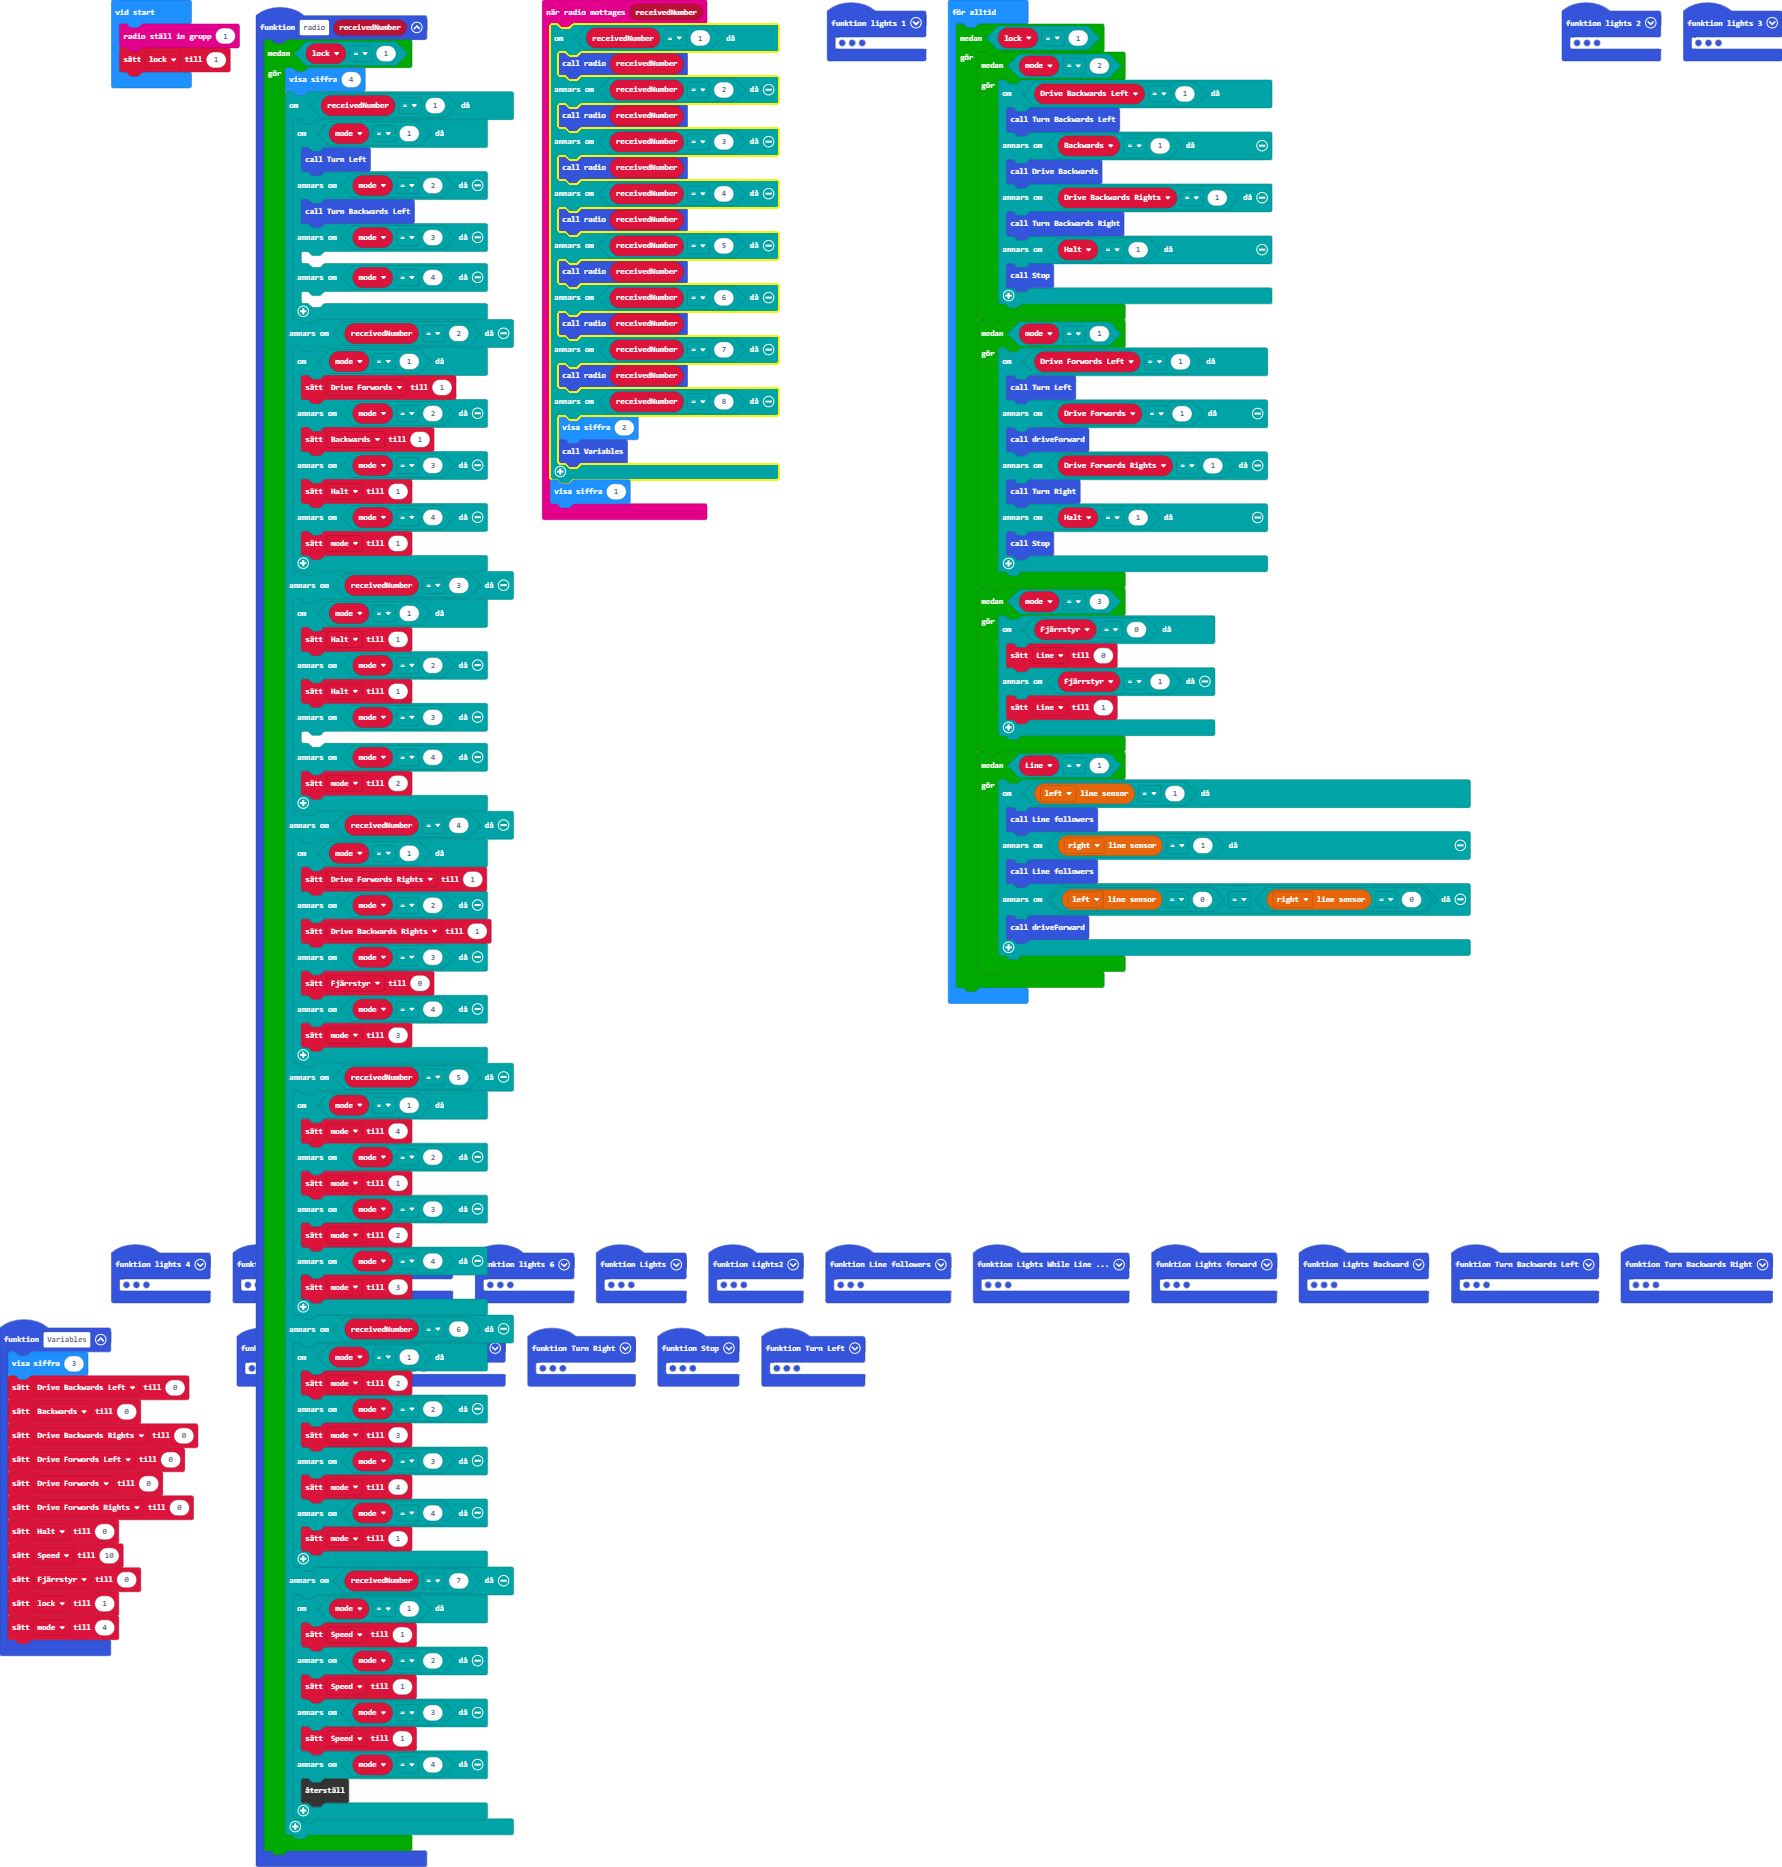 vid start
radio ställ in grupp 1
sätt lock till 1
funktion radio receivedNumber
medan lock = 1
gör visa siffra 4
om receivedNumber = 1 då
om mode = 1 då
call Turn Left
annars om mode = 2 då
call Turn Backwards Left
annars om mode = 3 då
annars om mode = 4 då
annars om receivedNumber = 2 då
om mode = 1 då
sätt Drive Forwords till 1
annars om mode = 2 då
sätt Backwards till 1
annars om mode = 3 då
sätt Halt till 1
annars om mode = 4 då
sätt mode till 1
annars om receivedNumber = 3 då
om mode = 1 då
sätt Halt till 1
annars om mode = 2 då
sätt Halt till 1
annars om mode = 3 då
annars om mode = 4 då
sätt mode till 2
annars om receivedNumber = 4 då
om mode = 1 då
sätt Drive Forwords Rights till 1
annars om mode = 2 då
sätt Drive Backwards Rights till 1
annars om mode = 3 då
sätt Fjärrstyr till 0
annars om mode = 4 då
sätt mode till 3
annars om receivedNumber = 5 då
om mode = 1 då
sätt mode till 4
annars om mode = 2 då
sätt mode till 1
annars om mode = 3 då
sätt mode till 2
annars om mode = 4 då
sätt mode till 3
annars om receivedNumber = 6 då
om mode = 1 då
sätt mode till 2
annars om mode = 2 då
sätt mode till 3
annars om mode = 3 då
sätt mode till 4
annars om mode = 4 då
sätt mode till 1
annars om receivedNumber = 7 då
om mode = 1 då
sätt Speed till 1
annars om mode = 2 då
sätt Speed till 1
annars om mode = 3 då
sätt Speed till 1
annars om mode = 4 då
återställ
när radio mottages receivedNumber
om receivedNumber = 1 då
call radio receivedNumber
annars om receivedNumber = 2 då
call radio receivedNumber
annars om receivedNumber = 3 då
call radio receivedNumber
annars om receivedNumber = 4 då
call radio receivedNumber
annars om receivedNumber = 5 då
call radio receivedNumber
annars om receivedNumber = 6 då
call radio receivedNumber
annars om receivedNumber = 7 då
call radio receivedNumber
annars om receivedNumber = 8 då
visa siffra 2
call Variables
visa siffra 1
funktion lights 1
för alltid
medan lock = 1
gör medan mode = 2
gör om Drive Backwards Left = 1 då
call Turn Backwards Left
annars om Backwards = 1 då
call Drive Backwards
annars om Drive Backwards Rights = 1 då
call Turn Backwards Right
annars om Halt = 1 då
call Stop
medan mode = 1
gör om Drive Forwords Left = 1 då
call Turn Left
annars om Drive Forwords = 1 då
call driveForward
annars om Drive Forwords Rights = 1 då
call Turn Right
annars om Halt = 1 då
call Stop
medan mode = 3
gör om Fjärrstyr = 0 då
sätt Line till 0
annars om Fjärrstyr = 1 då
sätt Line till 1
medan Line = 1
gör om left line sensor = 1 då
call Line followers
annars om right line sensor = 1 då
call Line followers
annars om left line sensor = 0 = right line sensor = 0 då
call driveForward
funktion lights 2
funktion lights 3
funktion lights 4
funkt
nktion lights 6
funktion Lights
funktion Lights2
funktion Line followers
funktion Lights While Line ...
funktion Lights forward
funktion Lights Backward
funktion Turn Backwards Left
funktion Turn Backwards Right
funktion Variables
visa siffra 3
sätt Drive Backwards Left till 0
sätt Backwards till 0
sätt Drive Backwards Rights till 0
sätt Drive Forwords Left till 0
sätt Drive Forwords till 0
sätt Drive Forwords Rights till 0
sätt Halt till 0
sätt Speed till 10
sätt Fjärrstyr till 0
sätt lock till 1
sätt mode till 4
funl
funktion Turn Right
funktion Stop
funktion Turn Left